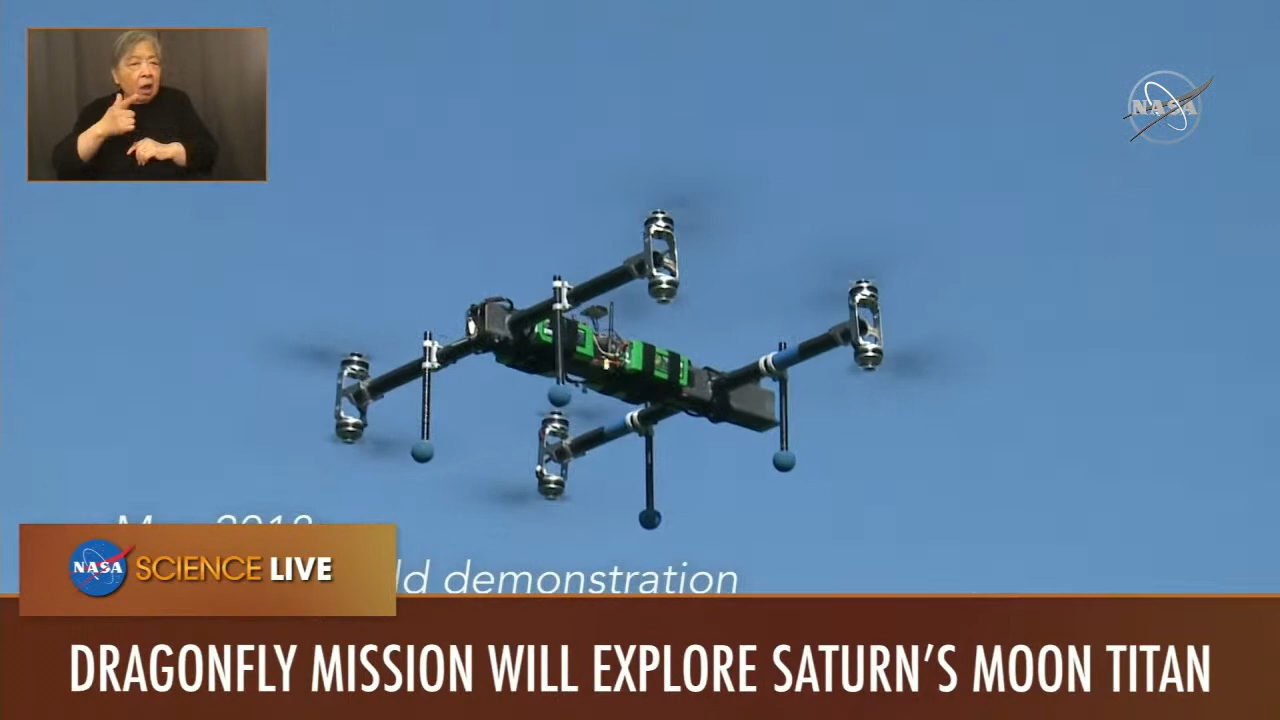 NASA
ld demonstration
NASA SCIENCE LIVE
DRAGONFLY MISSION WILL EXPLORE SATURN'S MOON TITAN